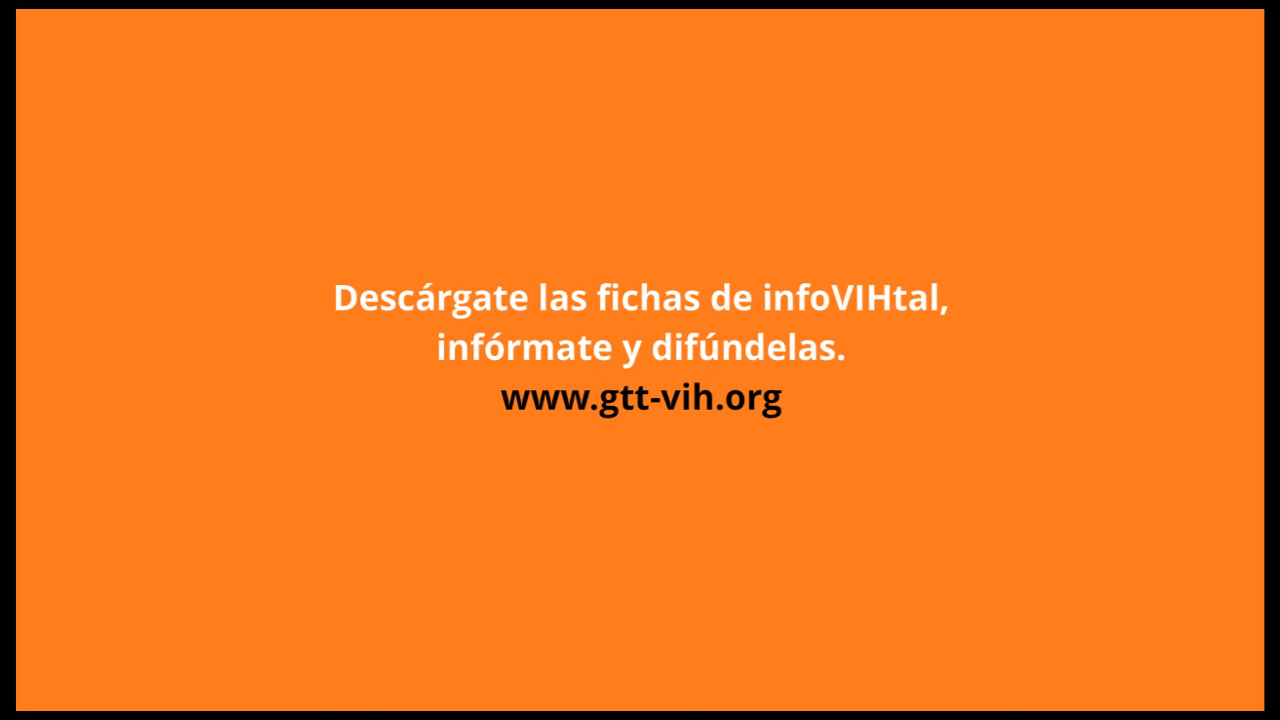 Descárgate las fichas de infoVIHtal,
infórmate y difúndelas.
www.gtt-vih.org